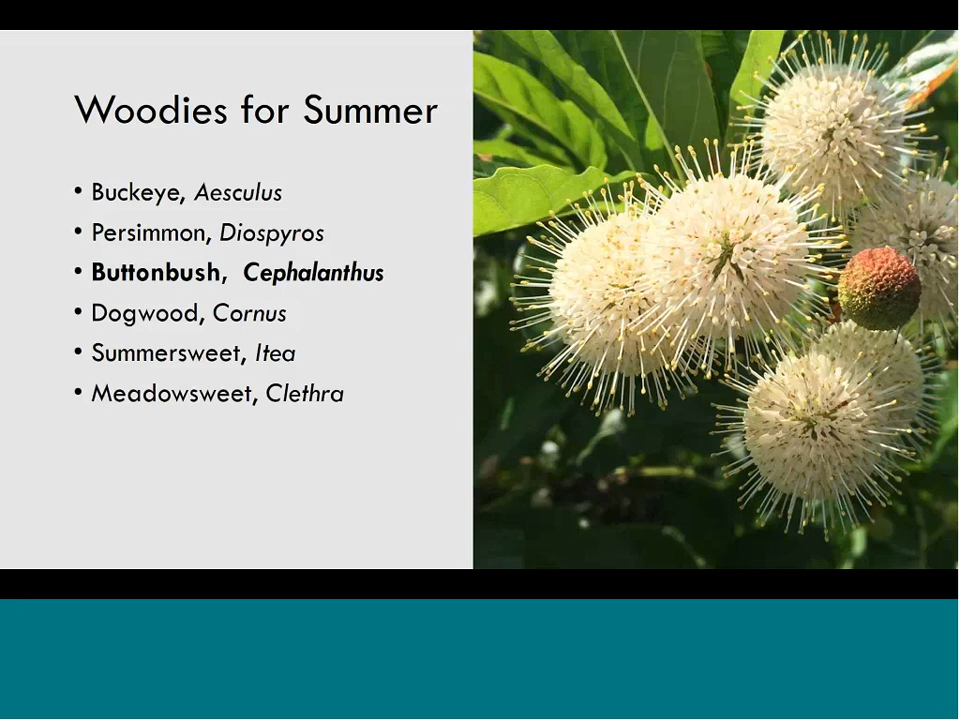 Woodies for Summer
• Buckeye, Aesculus
• Persimmon, Diospyros
• Buttonbush, Cephalanthus
• Dogwood, Cornus
• Summersweet, Itea
• Meadowsweet, Clethra